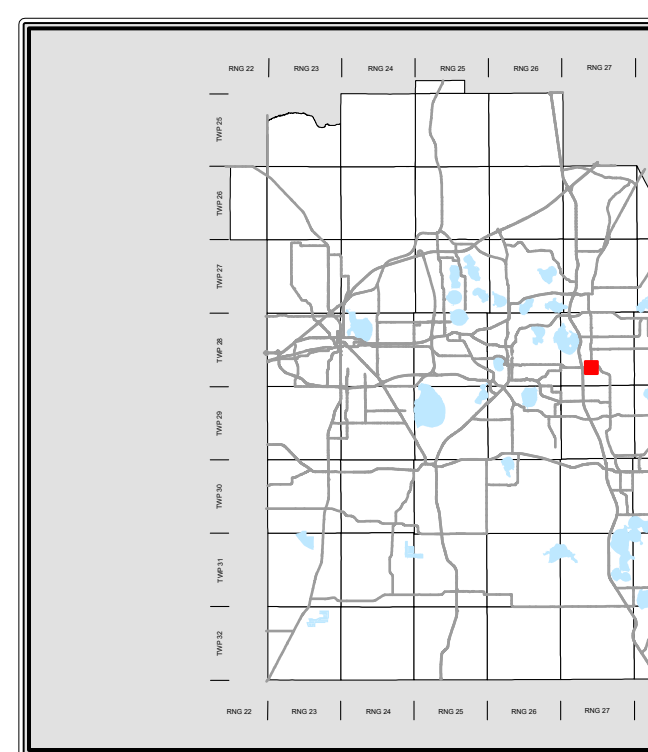 RNG 22 RNG 23 RNG 24 RNG 25 RNG 26 RNG 27
TWP 25
TWP 26
TWP 27
TWP 28
TWP 29
TWP 30
TWP 31
TWP 32
RNG 22 RNG 23 RNG 24 RNG 25 RNG 26 RNG 27